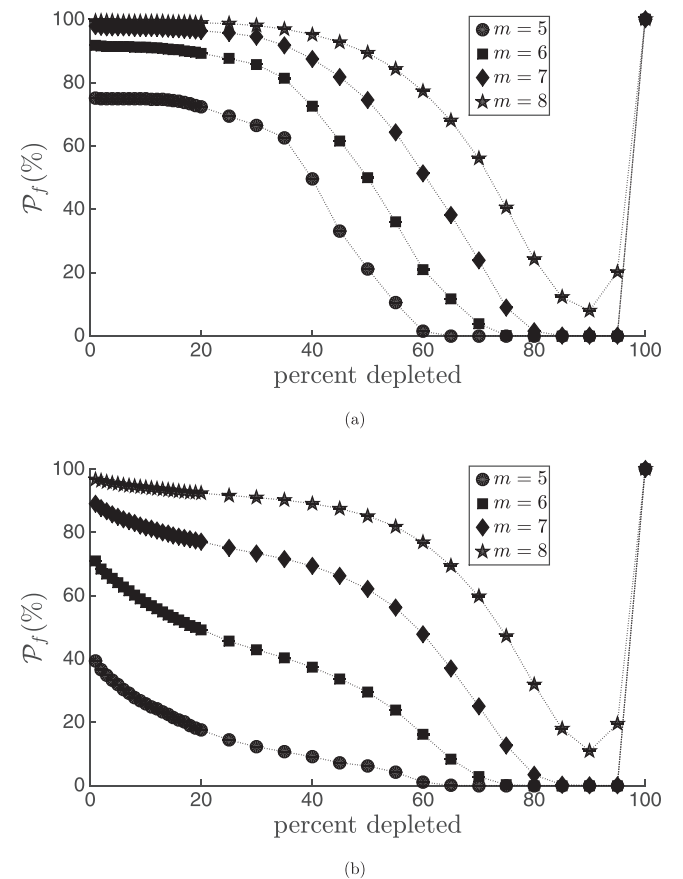 100
80
60
40
20
0
𝒫f(%)
m = 5
m = 6
m = 7
m = 8
0 20 40 60 80 100
percent depleted
(a)
100
80
60
40
20
0
𝒫f(%)
m = 5
m = 6
m = 7
m = 8
0 20 40 60 80 100
percent depleted
(b)